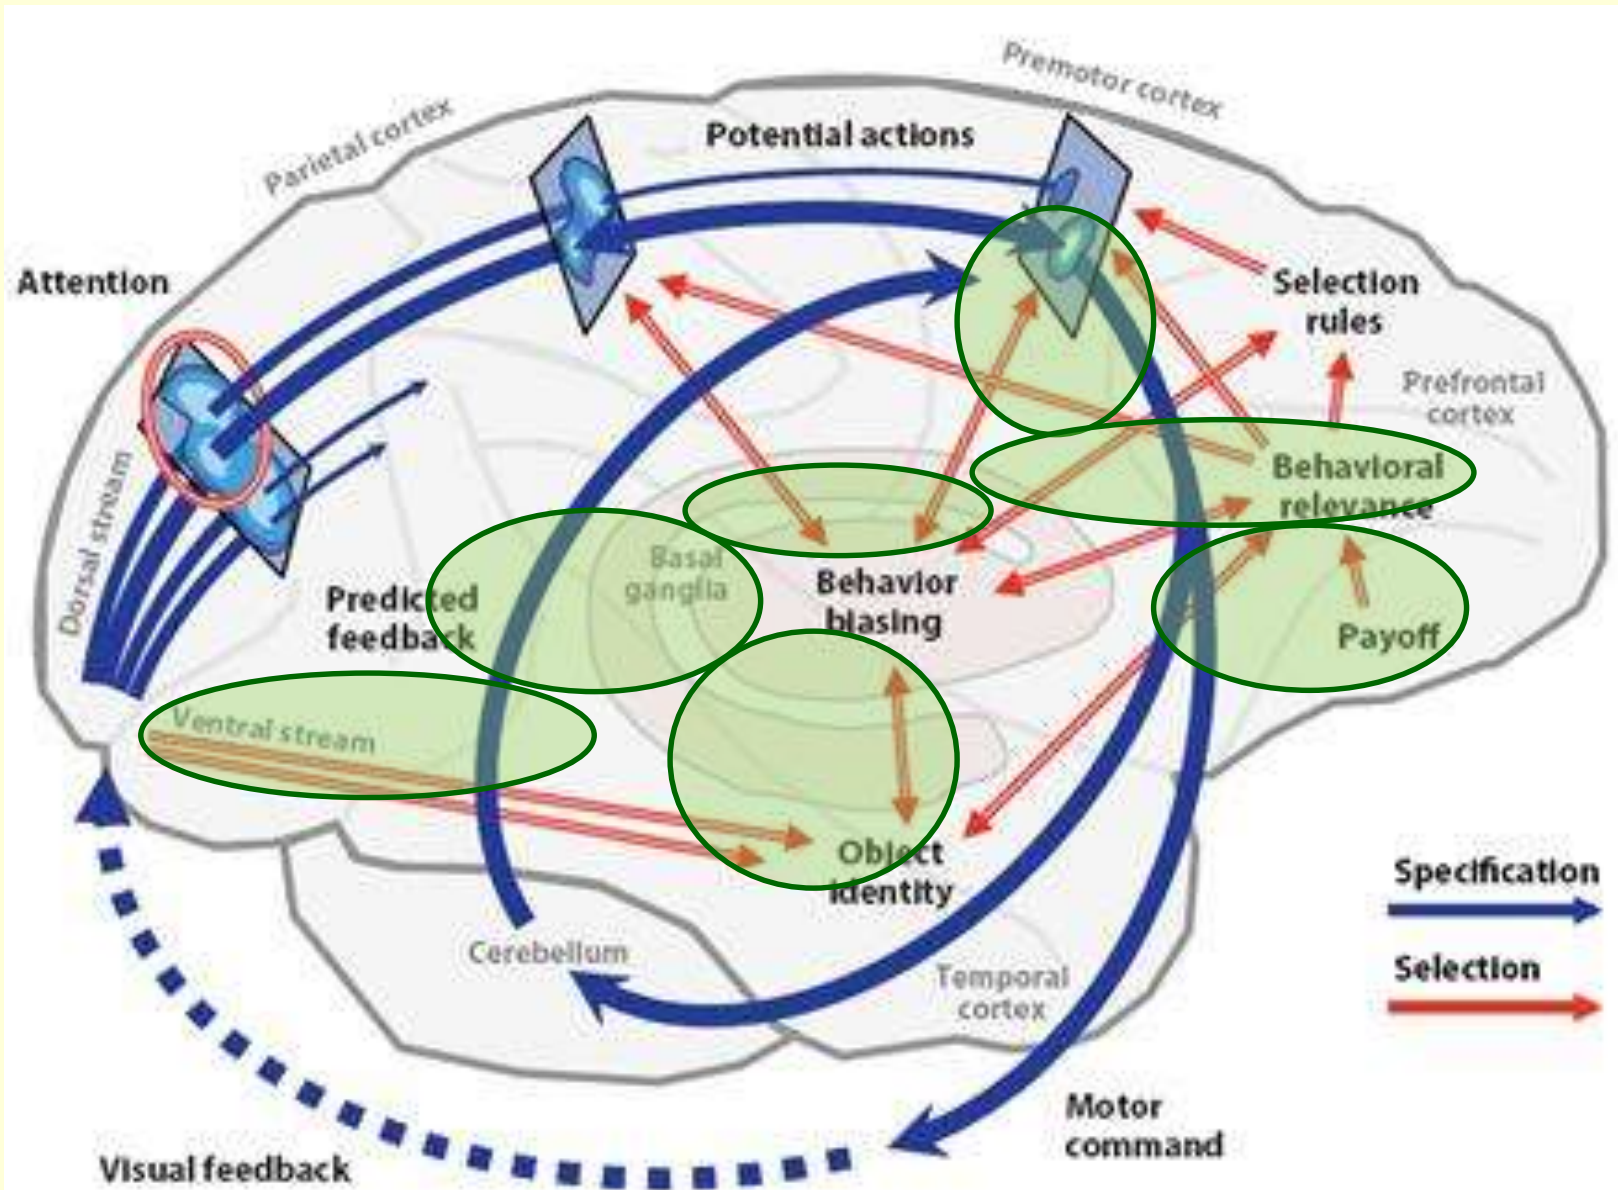 Premotor cortex
Parietal cortex
Potential actions
Attention
Selection
rules
Prefrontal
cortex
Dorsal stream
Behavioral
relevance
Basal
ganglia
Behavior
biasing
Predicted
feedback
Payoff
Ventral stream
Object
identity
Specification
Cerebellum
Temporal
cortex
Selection
Motor
command
Visual feedback